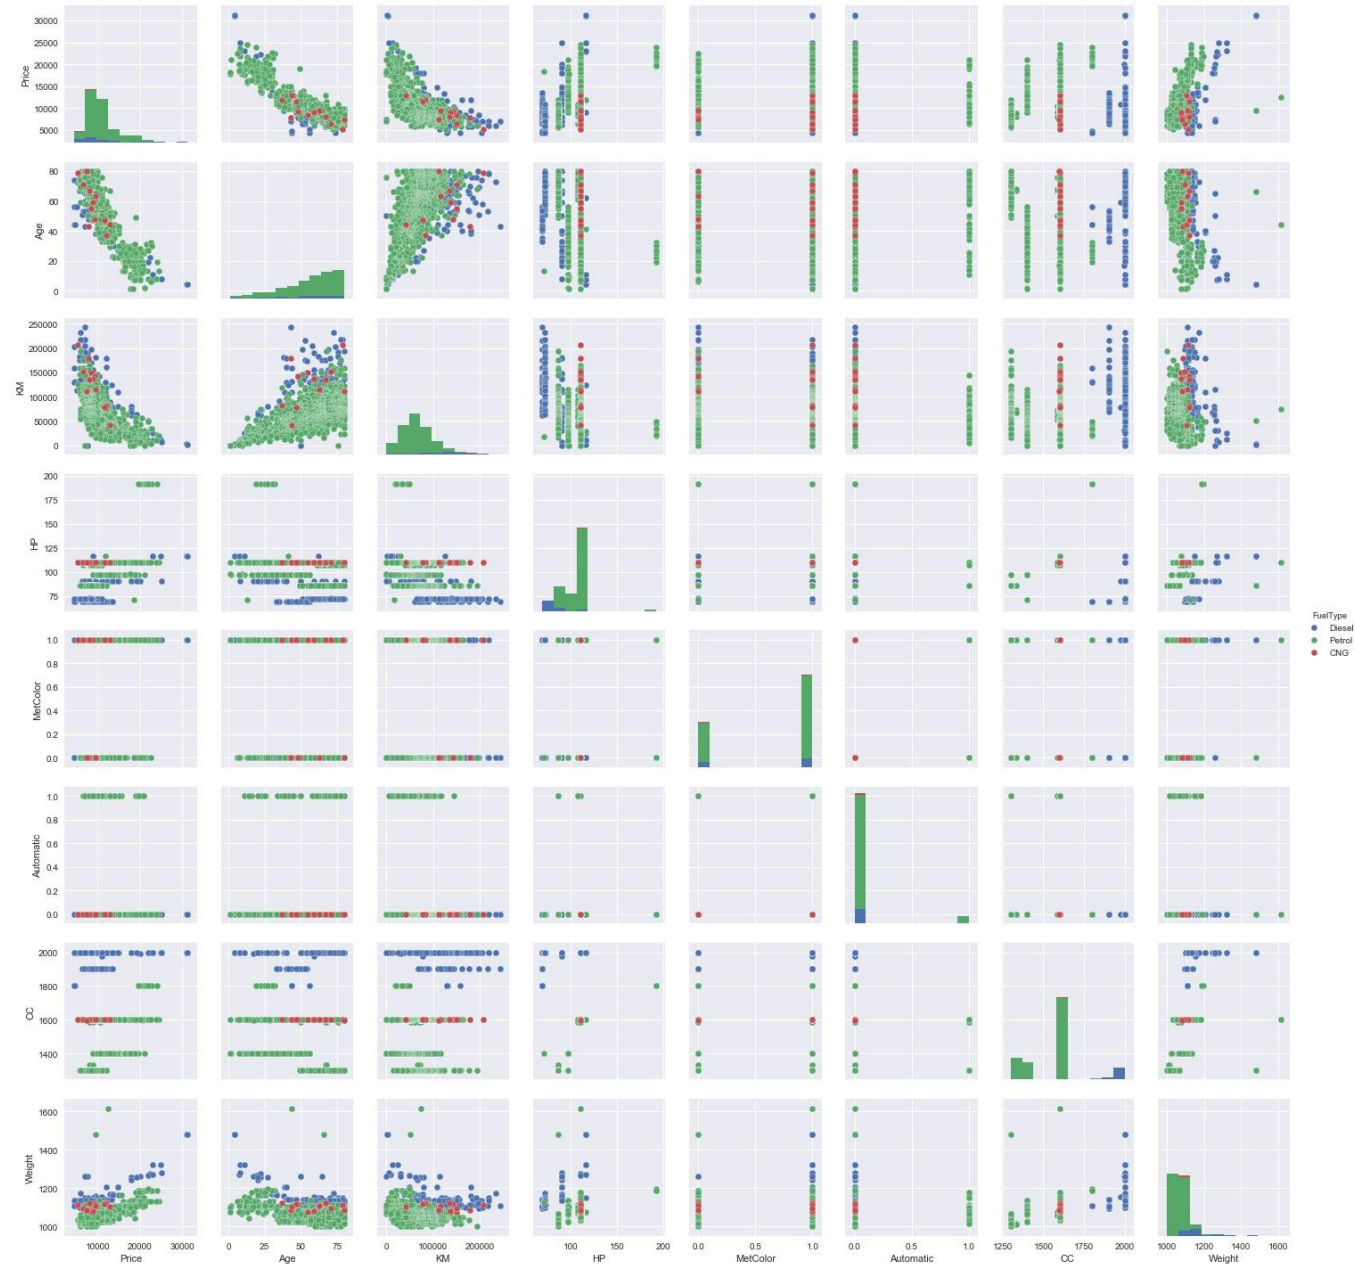 30000
25000
20000
15000
10000
5000
Price
80
60
40
20
0
Age
250000
200000
150000
100000
50000
0
KM
200
175
150
125
100
75
HP
FuelType
Diesel
Petrol
CNG
1.0
0.8
0.6
0.4
0.2
0.0
MetColor
1.0
0.8
0.6
0.4
0.2
0.0
Automatic
2000
1800
1600
1400
CC
1600
1400
1200
1000
Weight
10000 20000 30000
0 25 50 75
0 100000 200000
100 200
0.0 0.5 1.0
0.0 0.5 1.0
1250 1500 1750 2000
1000 1200 1400 1600
Price Age KM HP MetColor Automatic CC Weight